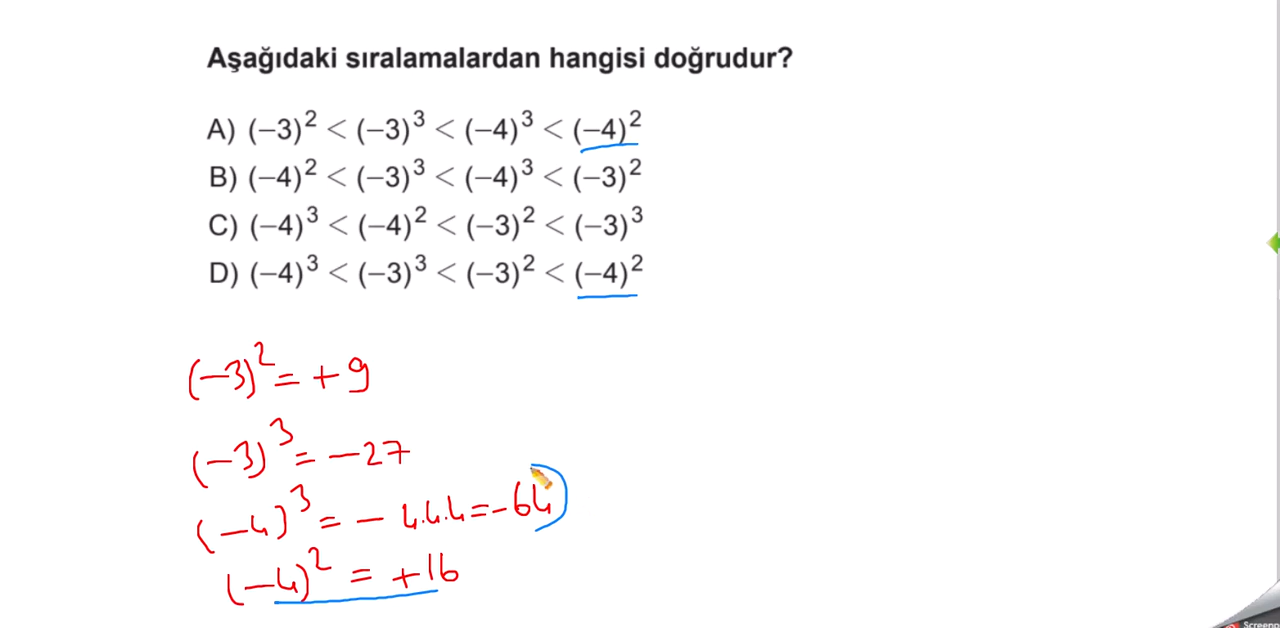 Aşağıdaki sıralamalardan hangisi doğrudur?
A) (−3)² < (−3)³ < (−4)³ < (−4)²
B) (−4)² < (−3)³ < (−4)³ < (−3)²
C) (−4)³ < (−4)² < (−3)² < (−3)³
D) (−4)³ < (−3)³ < (−3)² < (−4)²
(−3)² = +9
(−3)³ = −27
(−4)³ = − 4.4.4 = −64
(−4)² = +16